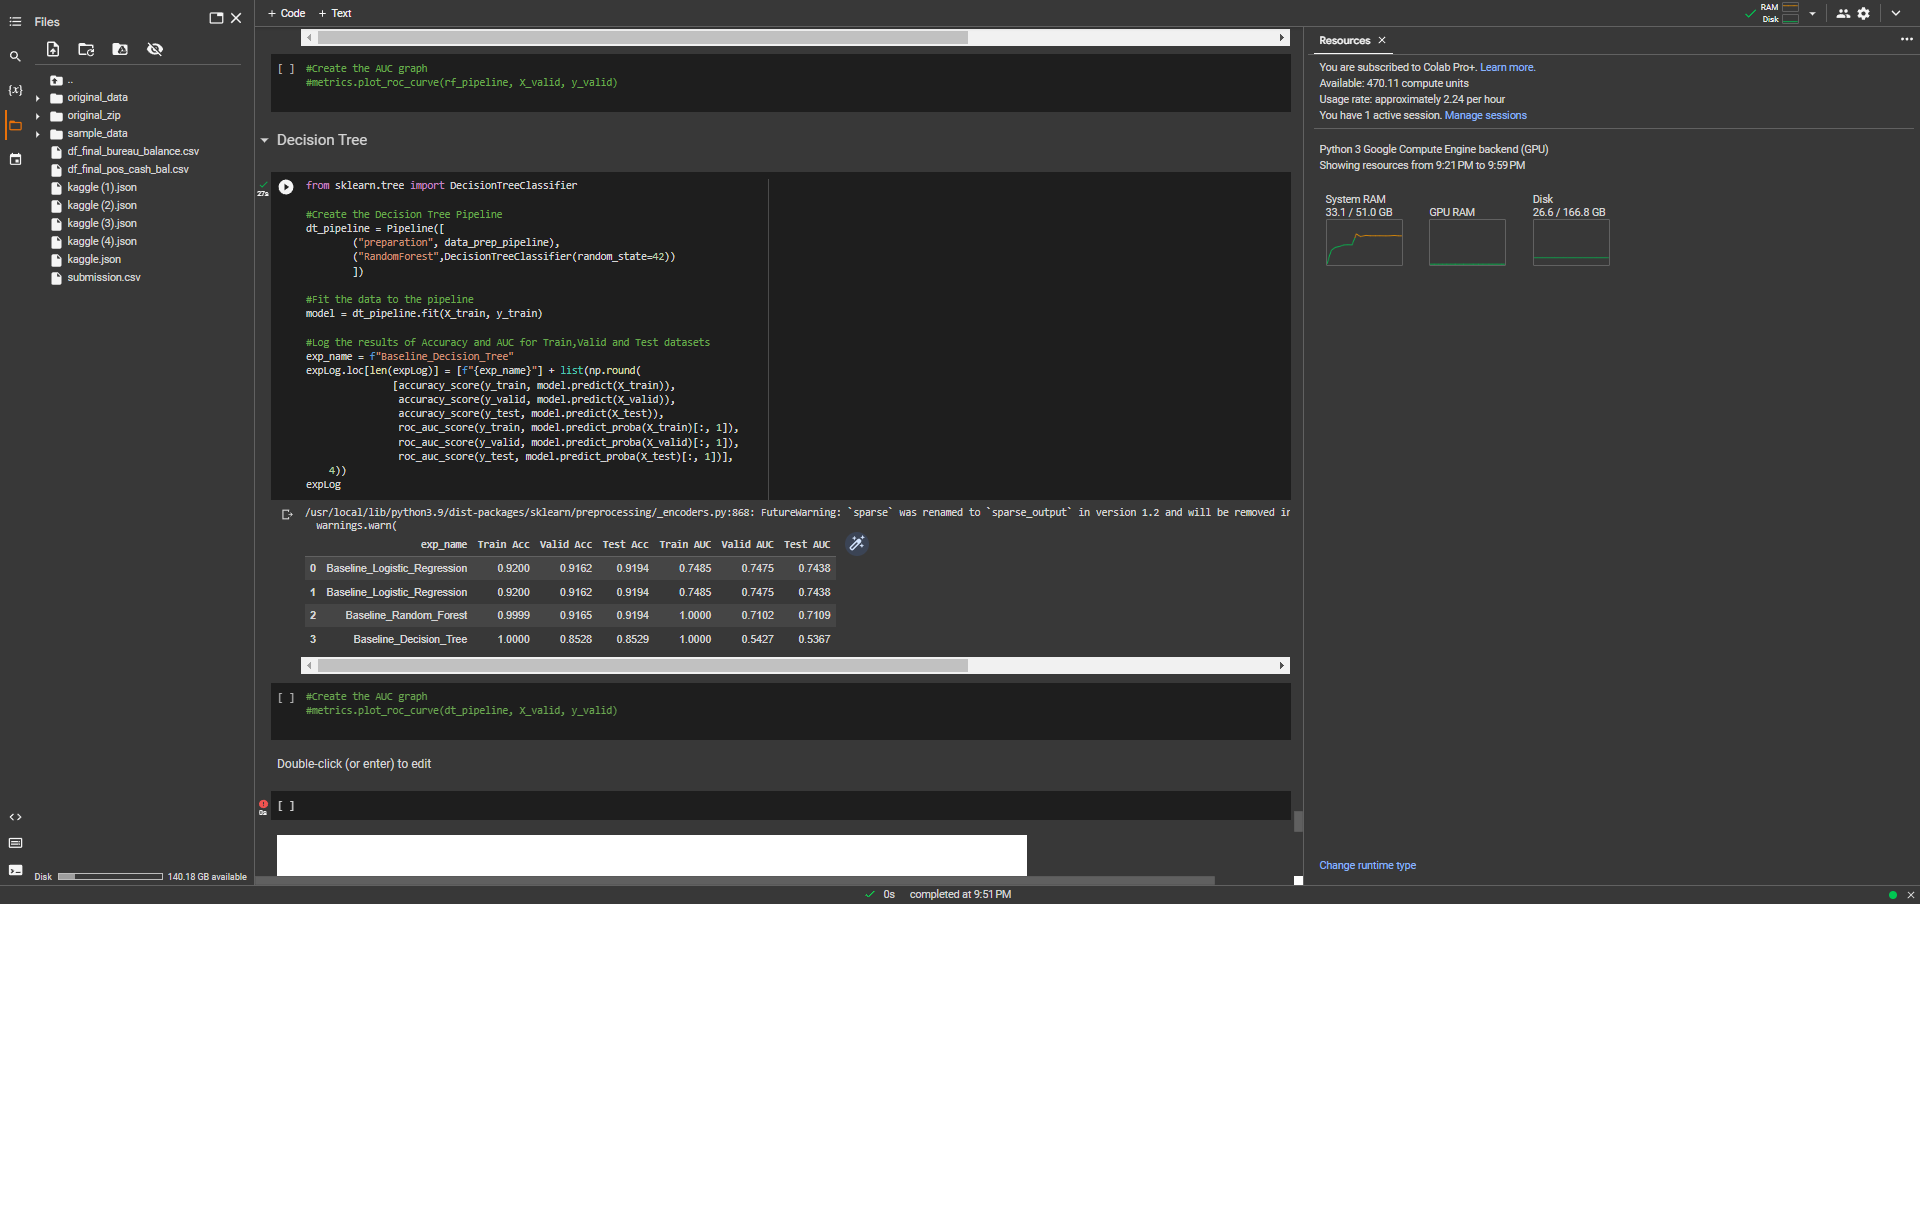 Files
..
original_data
original_zip
sample_data
df_final_bureau_balance.csv
df_final_pos_cash_bal.csv
kaggle (1).json
kaggle (2).json
kaggle (3).json
kaggle (4).json
kaggle.json
submission.csv
Disk 140.18 GB available
+ Code + Text
[ ] #Create the AUC graph
#metrics.plot_roc_curve(rf_pipeline, X_valid, y_valid)
Decision Tree
27s
from sklearn.tree import DecisionTreeClassifier
#Create the Decision Tree Pipeline
dt_pipeline = Pipeline([
("preparation", data_prep_pipeline),
("RandomForest",DecisionTreeClassifier(random_state=42))
])
#Fit the data to the pipeline
model = dt_pipeline.fit(X_train, y_train)
#Log the results of Accuracy and AUC for Train,Valid and Test datasets
exp_name = f"Baseline_Decision_Tree"
expLog.loc[len(expLog)] = [f"{exp_name}"] + list(np.round(
[accuracy_score(y_train, model.predict(X_train)),
accuracy_score(y_valid, model.predict(X_valid)),
accuracy_score(y_test, model.predict(X_test)),
roc_auc_score(y_train, model.predict_proba(X_train)[:, 1]),
roc_auc_score(y_valid, model.predict_proba(X_valid)[:, 1]),
roc_auc_score(y_test, model.predict_proba(X_test)[:, 1])],
4))
expLog
/usr/local/lib/python3.9/dist-packages/sklearn/preprocessing/_encoders.py:868: FutureWarning: `sparse` was renamed to `sparse_output` in version 1.2 and will be removed in
warnings.warn(
exp_name Train Acc Valid Acc Test Acc Train AUC Valid AUC Test AUC
0 Baseline_Logistic_Regression 0.9200 0.9162 0.9194 0.7485 0.7475 0.7438
1 Baseline_Logistic_Regression 0.9200 0.9162 0.9194 0.7485 0.7475 0.7438
2 Baseline_Random_Forest 0.9999 0.9165 0.9194 1.0000 0.7102 0.7109
3 Baseline_Decision_Tree 1.0000 0.8528 0.8529 1.0000 0.5427 0.5367
[ ] #Create the AUC graph
#metrics.plot_roc_curve(dt_pipeline, X_valid, y_valid)
Double-click (or enter) to edit
0s
[ ]
0s completed at 9:51 PM
RAM
Disk
Resources
You are subscribed to Colab Pro+. Learn more.
Available: 470.11 compute units
Usage rate: approximately 2.24 per hour
You have 1 active session. Manage sessions
Python 3 Google Compute Engine backend (GPU)
Showing resources from 9:21 PM to 9:59 PM
System RAM
33.1 / 51.0 GB
GPU RAM
Disk
26.6 / 166.8 GB
Change runtime type